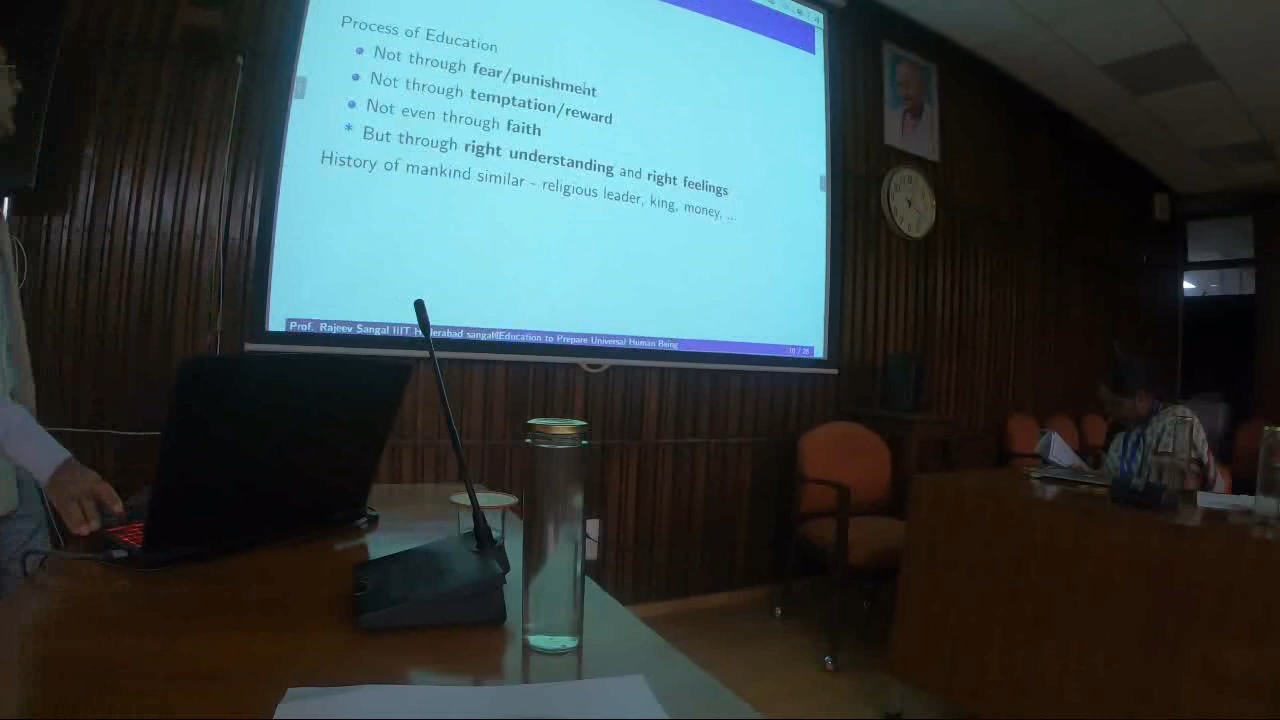 Process of Education
Not through fear/punishment
Not through temptation/reward
Not even through faith
* But through right understanding and right feelings
History of mankind similar - religious leader, king, money, ...
Prof. Rajeev Sangal IIIT Hyderabad sangal@ Education to Prepare Universal Human Being